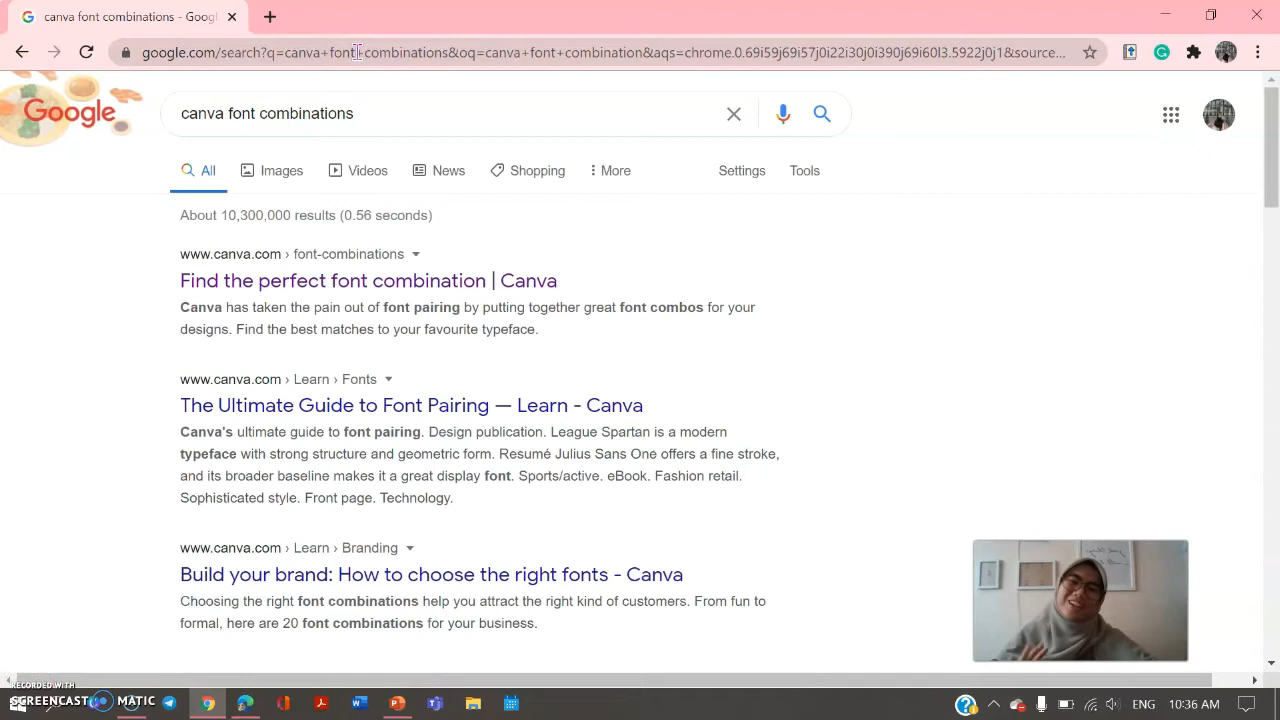 canva font combinations - Goo
google.com/search?q=canva+font+combinations&oq=canva+font+combination&aqs=chrome.0.69i59j69i57j0i22i30j0i390j69i60l3.5922j0j1&source...
Google
canva font combinations
All Images Videos News Shopping More Settings Tools
About 10,300,000 results (0.56 seconds)
www.canva.com › font-combinations
Find the perfect font combination | Canva
Canva has taken the pain out of font pairing by putting together great font combos for your
designs. Find the best matches to your favourite typeface.
www.canva.com › Learn › Fonts
The Ultimate Guide to Font Pairing — Learn - Canva
Canva's ultimate guide to font pairing. Design publication. League Spartan is a modern
typeface with strong structure and geometric form. Resumé Julius Sans One offers a fine stroke,
and its broader baseline makes it a great display font. Sports/active. eBook. Fashion retail.
Sophisticated style. Front page. Technology.
www.canva.com › Learn › Branding
Build your brand: How to choose the right fonts - Canva
Choosing the right font combinations help you attract the right kind of customers. From fun to
formal, here are 20 font combinations for your business.
RECORDED WITH
SCREENCAST MATIC
ENG 10:36 AM